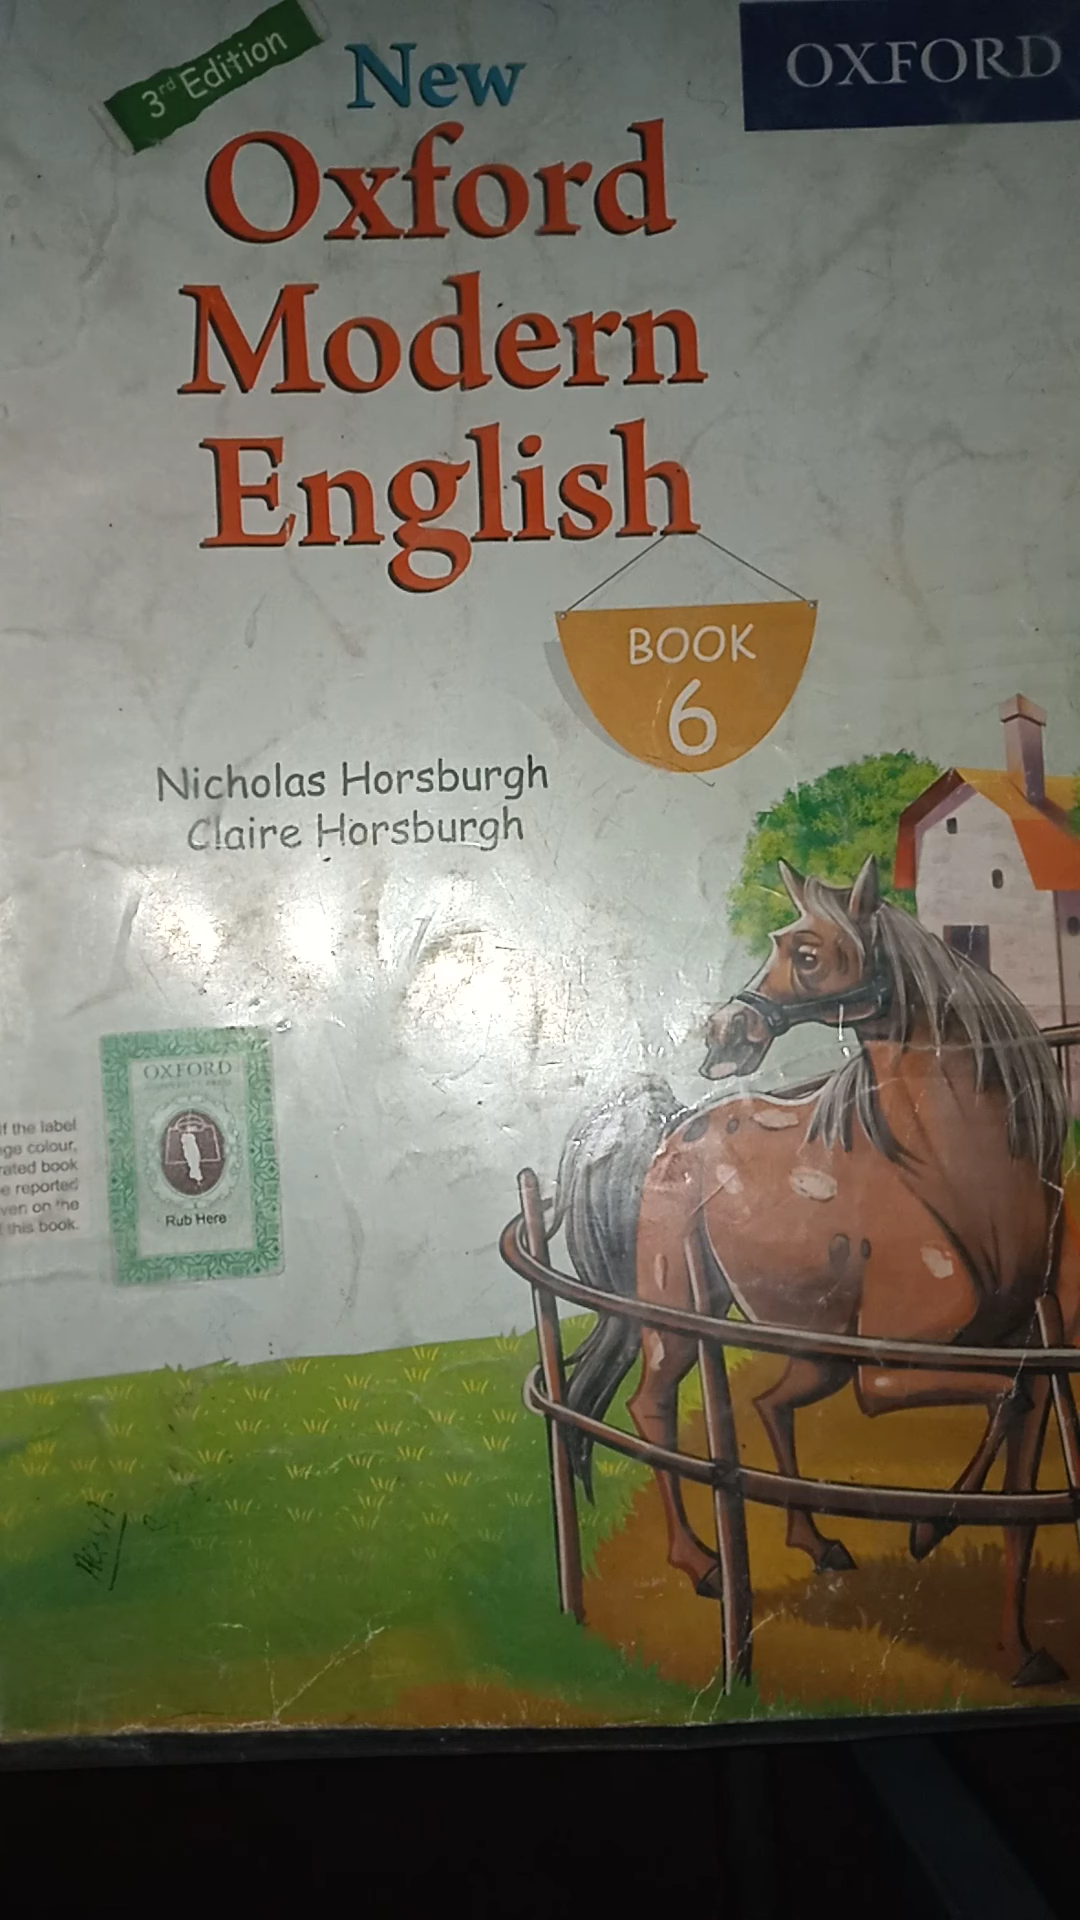 3rd Edition
New
OXFORD
Oxford
Modern
English
BOOK
6
Nicholas Horsburgh
Claire Horsburgh
OXFORD
Rub Here
If the label
colour,
book
reported
on the
this book.